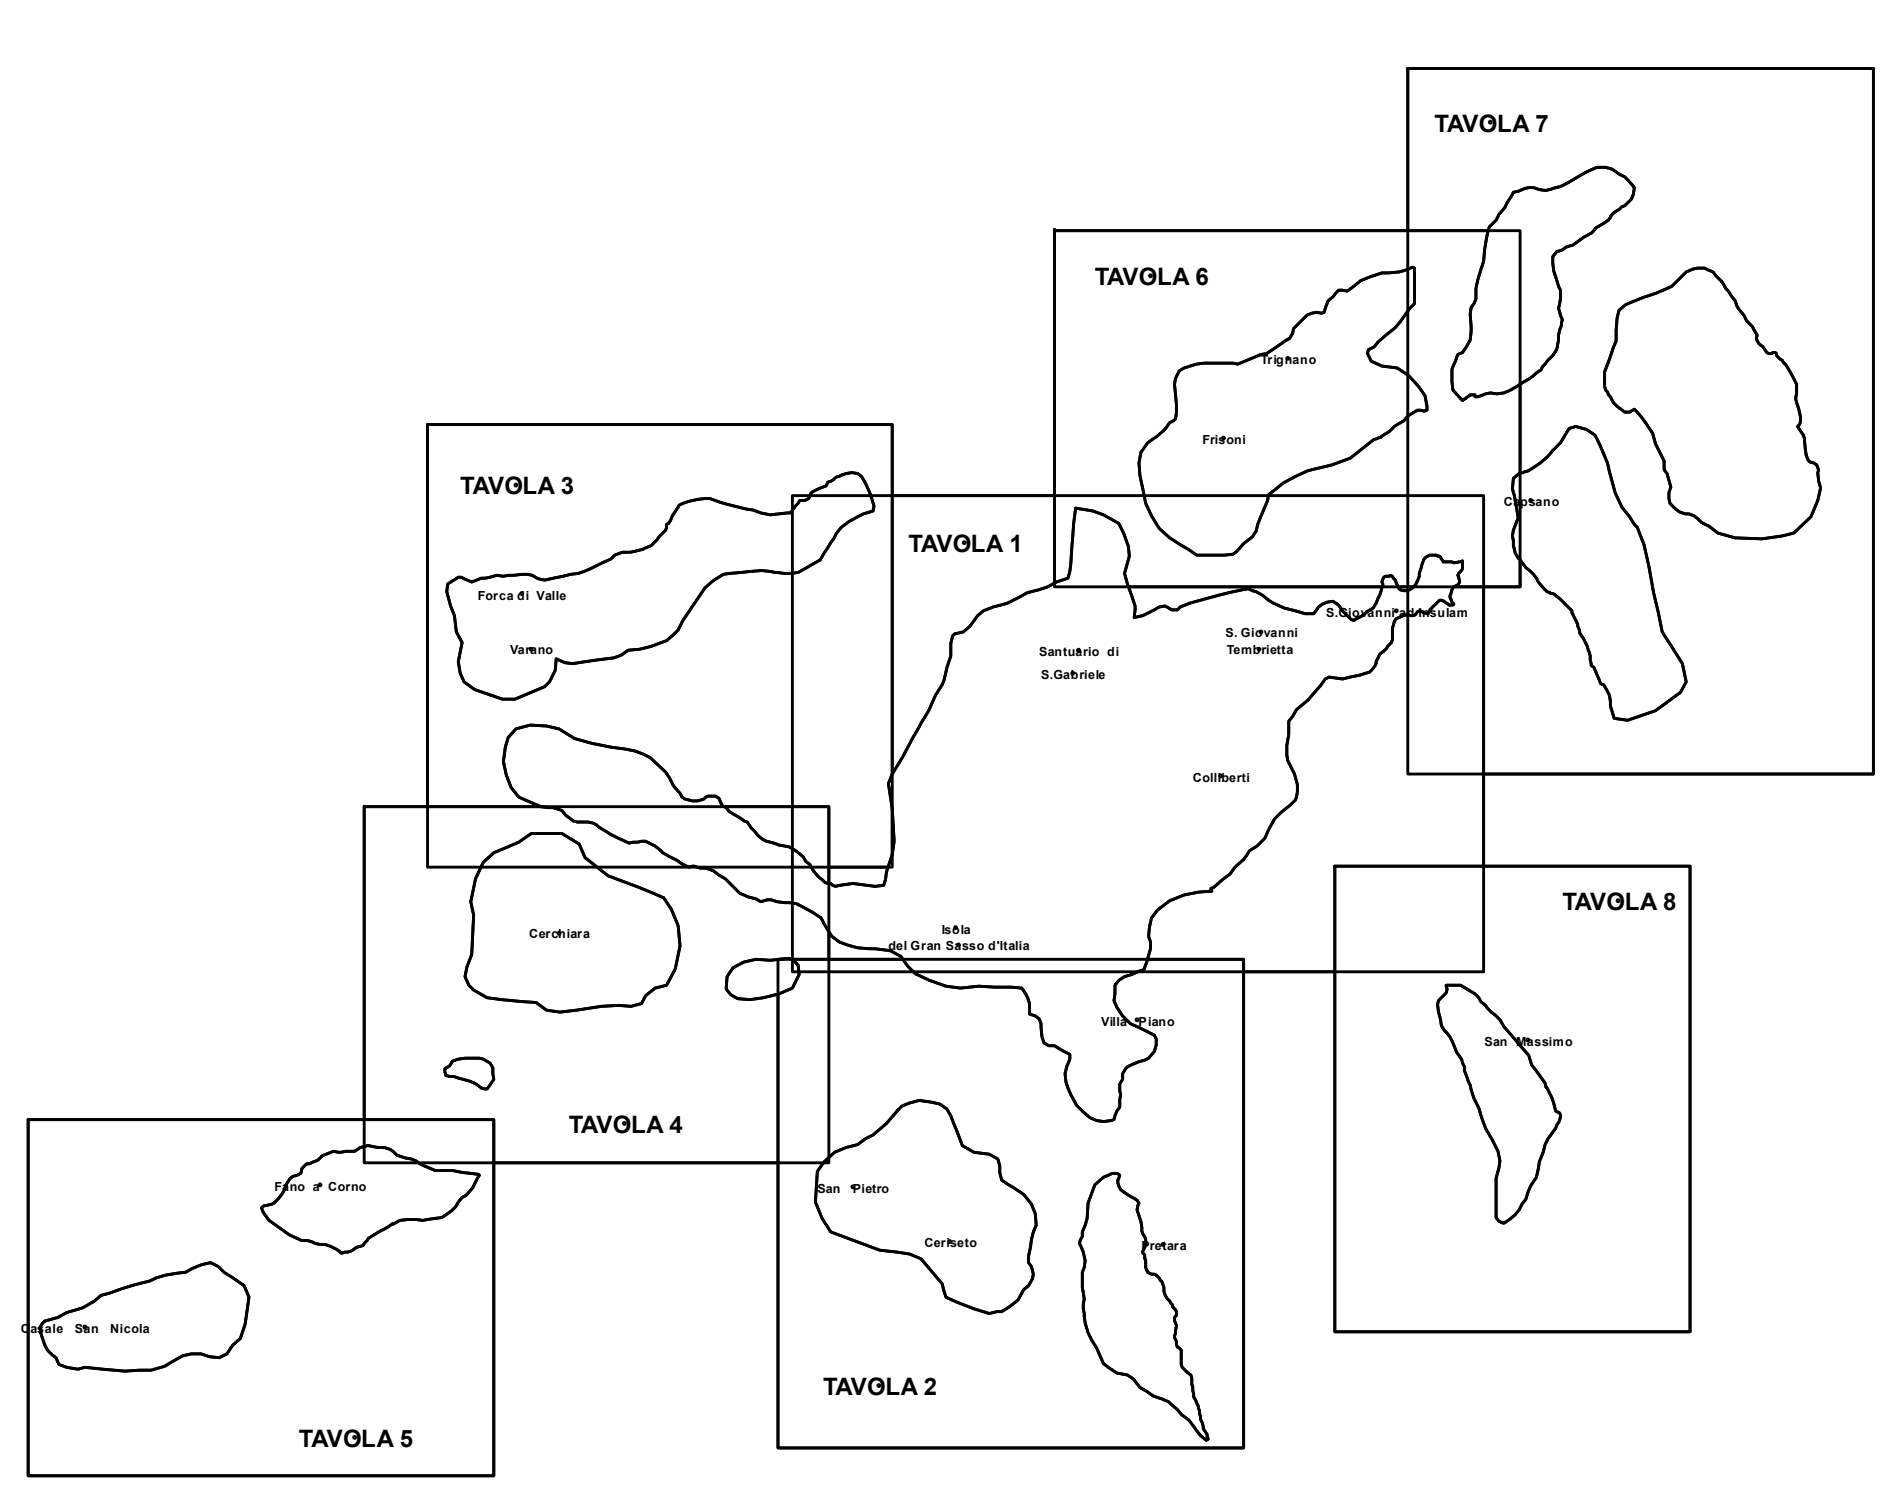 TAVOLA 7
TAVOLA 6
Trignano
Frisoni
TAVOLA 3
Capsano
TAVOLA 1
Forca di Valle
S.Giovanni ad Insulam
S. Giovanni
Tembrietta
Varano
Santuario di
S.Gabriele
Colliberti
TAVOLA 8
Isola
del Gran Sasso d'Italia
Cerchiara
Villa Piano
San Massimo
TAVOLA 4
Fano a Corno
San Pietro
Ceriseto
Pretara
Casale San Nicola
TAVOLA 2
TAVOLA 5